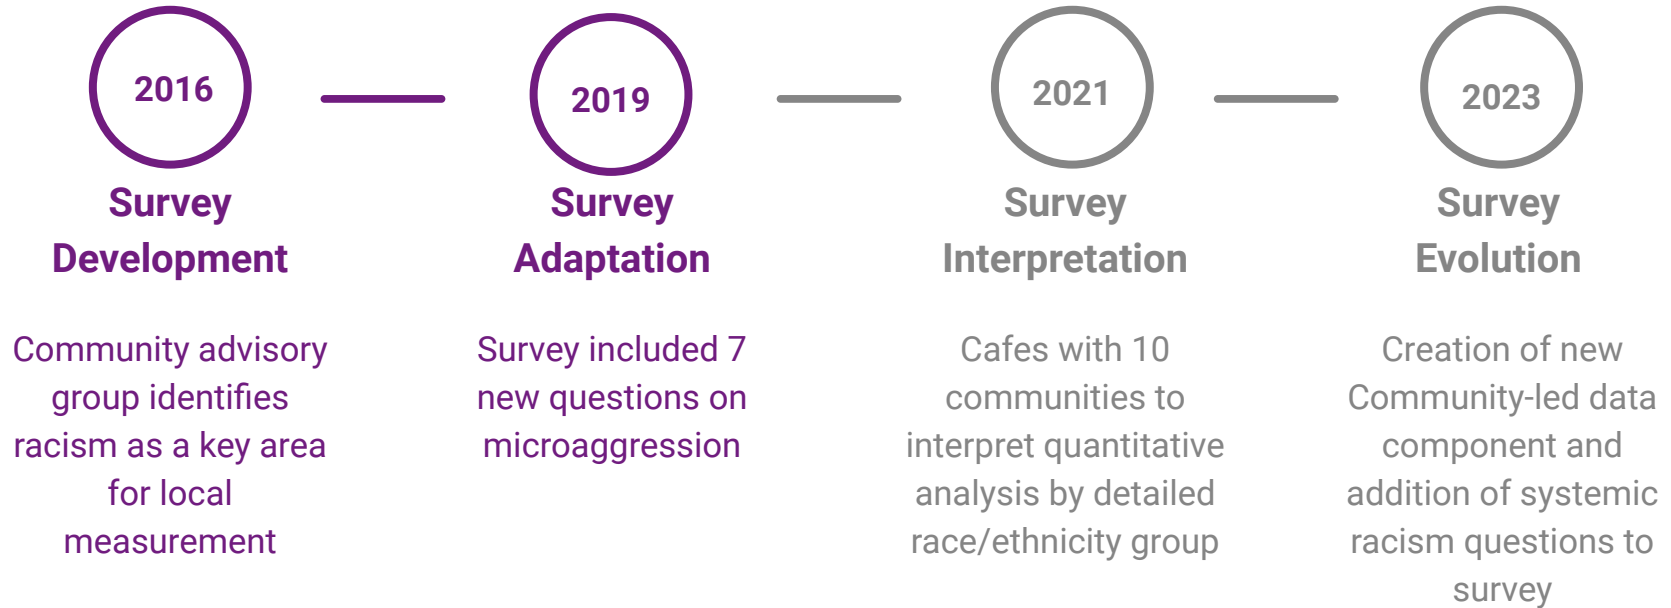 2016
Survey
Development
Community advisory
group identifies
racism as a key area
for local
measurement
2019
Survey
Adaptation
Survey included 7
new questions on
microaggression
2021
Survey
Interpretation
Cafes with 10
communities to
interpret quantitative
analysis by detailed
race/ethnicity group
2023
Survey
Evolution
Creation of new
Community-led data
component and
addition of systemic
racism questions to
survey